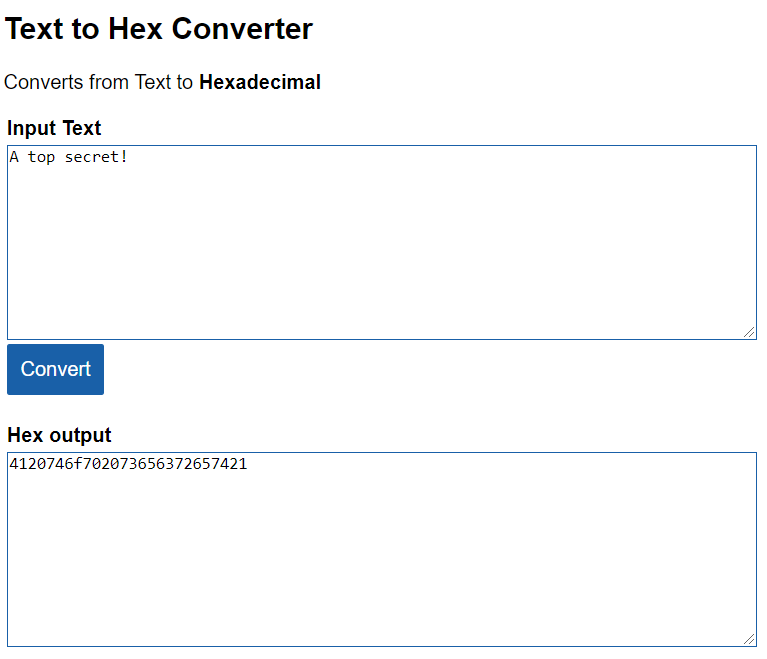 Text to Hex Converter
Converts from Text to Hexadecimal
Input Text
A top secret!
Convert
Hex output
4120746f702073656372657421